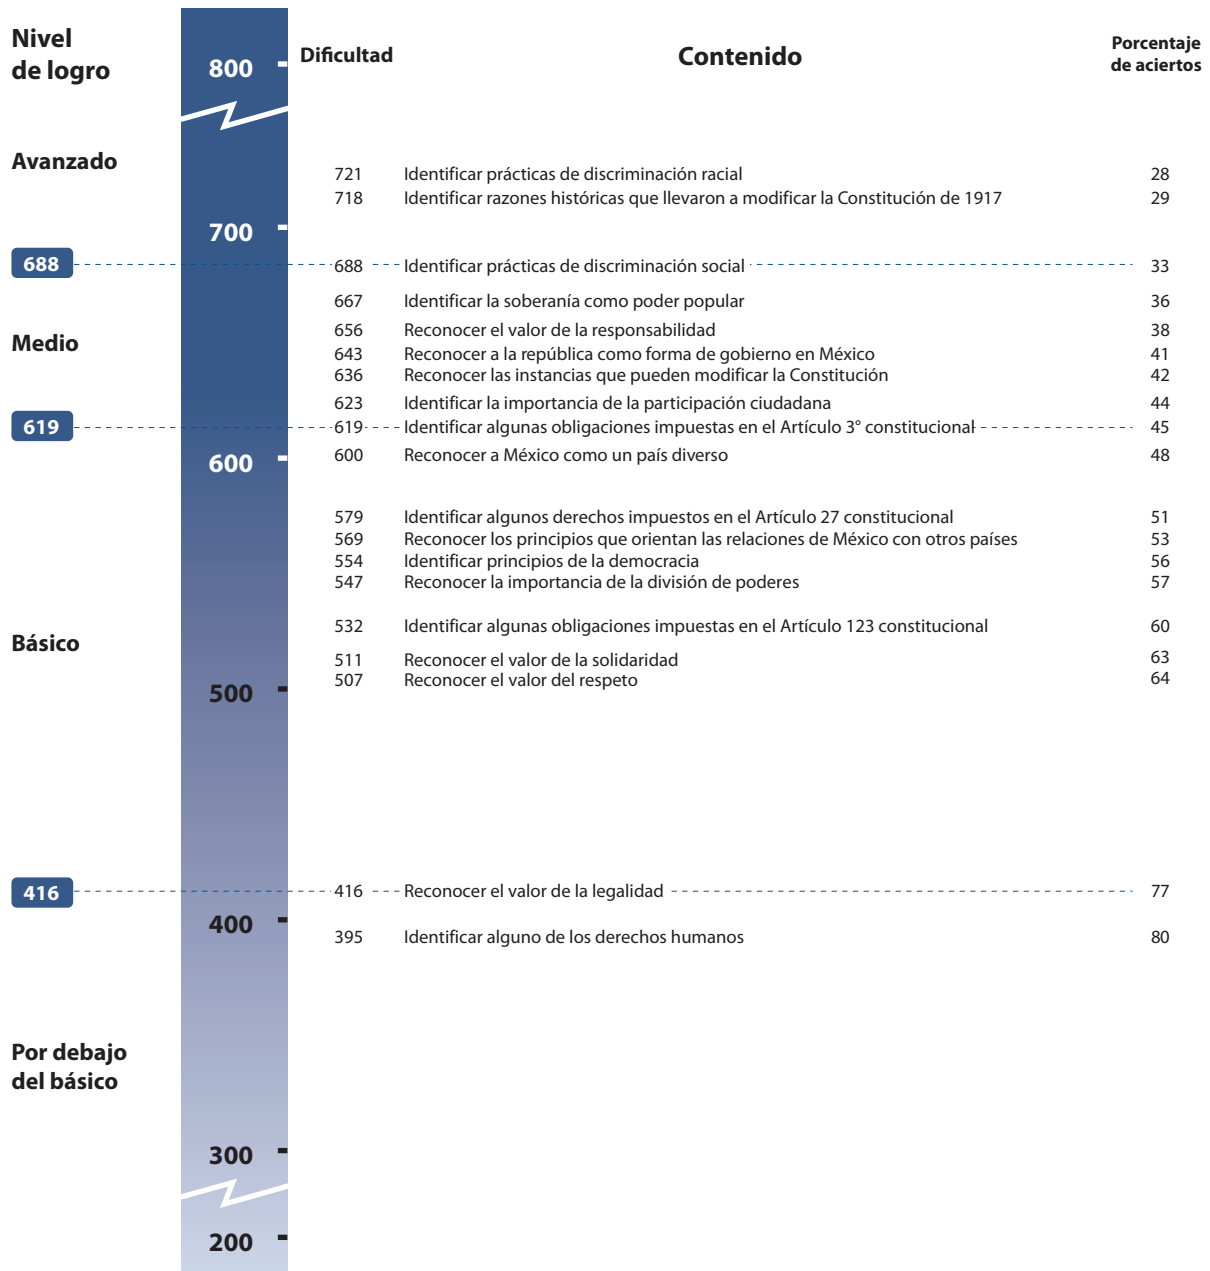 Nivel
de logro
800
Dificultad
Contenido
Porcentaje
de aciertos
Avanzado
721 Identificar prácticas de discriminación racial 28
718 Identificar razones históricas que llevaron a modificar la Constitución de 1917 29
700
688 688 Identificar prácticas de discriminación social 33
667 Identificar la soberanía como poder popular 36
656 Reconocer el valor de la responsabilidad 38
Medio
643 Reconocer a la república como forma de gobierno en México 41
636 Reconocer las instancias que pueden modificar la Constitución 42
623 Identificar la importancia de la participación ciudadana 44
619 619 Identificar algunas obligaciones impuestas en el Artículo 3° constitucional 45
600 600 Reconocer a México como un país diverso 48
579 Identificar algunos derechos impuestos en el Artículo 27 constitucional 51
569 Reconocer los principios que orientan las relaciones de México con otros países 53
554 Identificar principios de la democracia 56
547 Reconocer la importancia de la división de poderes 57
532 Identificar algunas obligaciones impuestas en el Artículo 123 constitucional 60
Básico
511 Reconocer el valor de la solidaridad 63
507 Reconocer el valor del respeto 64
500
416 416 Reconocer el valor de la legalidad 77
400
395 Identificar alguno de los derechos humanos 80
Por debajo
del básico
300
200